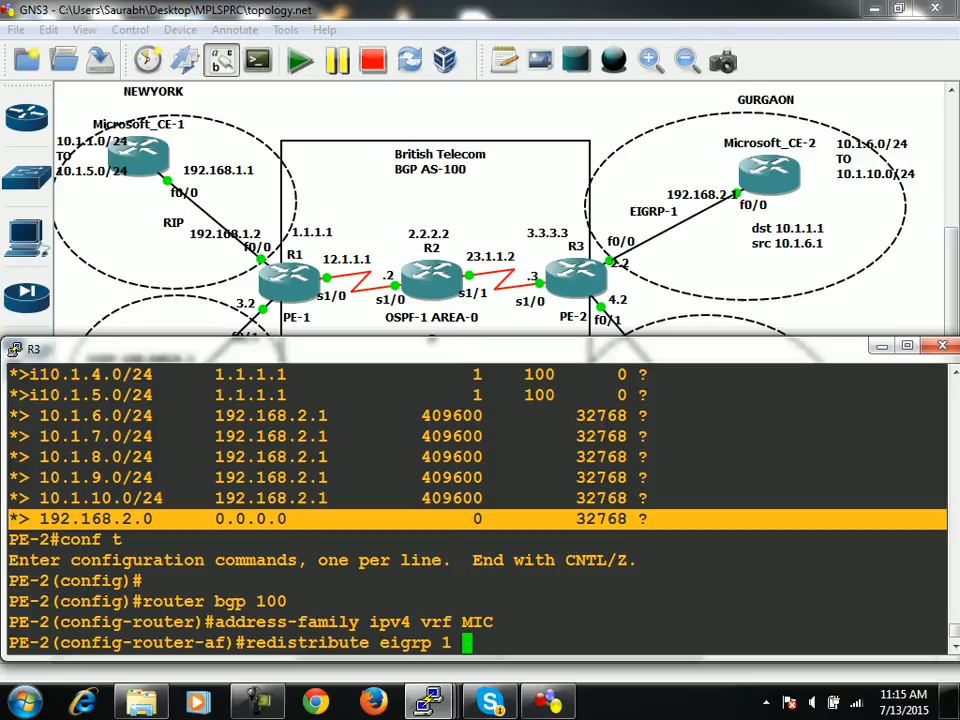 GNS3 - C:\Users\Saurabh\Desktop\MPLSPRC\topology.net
File Edit View Control Device Annotate Tools Help
NEWYORK
GURGAON
Microsoft_CE-1
10.1.1.0/24
TO
10.1.5.0/24
192.168.1.1
f0/0
RIP
192.168.1.2
f0/0
1.1.1.1
R1
12.1.1.1
s1/0
PE-1
3.2
British Telecom
BGP AS-100
2.2.2.2
R2
.2
s1/0
23.1.1.2
s1/1
OSPF-1 AREA-0
3.3.3.3
R3
.3
s1/0
PE-2
f0/0
2.2
4.2
f0/1
EIGRP-1
Microsoft_CE-2
192.168.2.1
f0/0
10.1.6.0/24
TO
10.1.10.0/24
dst 10.1.1.1
src 10.1.6.1
R3
*>i10.1.4.0/24 1.1.1.1 1 100 0 ?
*>i10.1.5.0/24 1.1.1.1 1 100 0 ?
*> 10.1.6.0/24 192.168.2.1 409600 32768 ?
*> 10.1.7.0/24 192.168.2.1 409600 32768 ?
*> 10.1.8.0/24 192.168.2.1 409600 32768 ?
*> 10.1.9.0/24 192.168.2.1 409600 32768 ?
*> 10.1.10.0/24 192.168.2.1 409600 32768 ?
*> 192.168.2.0 0.0.0.0 0 32768 ?
PE-2#conf t
Enter configuration commands, one per line. End with CNTL/Z.
PE-2(config)#
PE-2(config)#router bgp 100
PE-2(config-router)#address-family ipv4 vrf MIC
PE-2(config-router-af)#redistribute eigrp 1
11:15 AM
7/13/2015